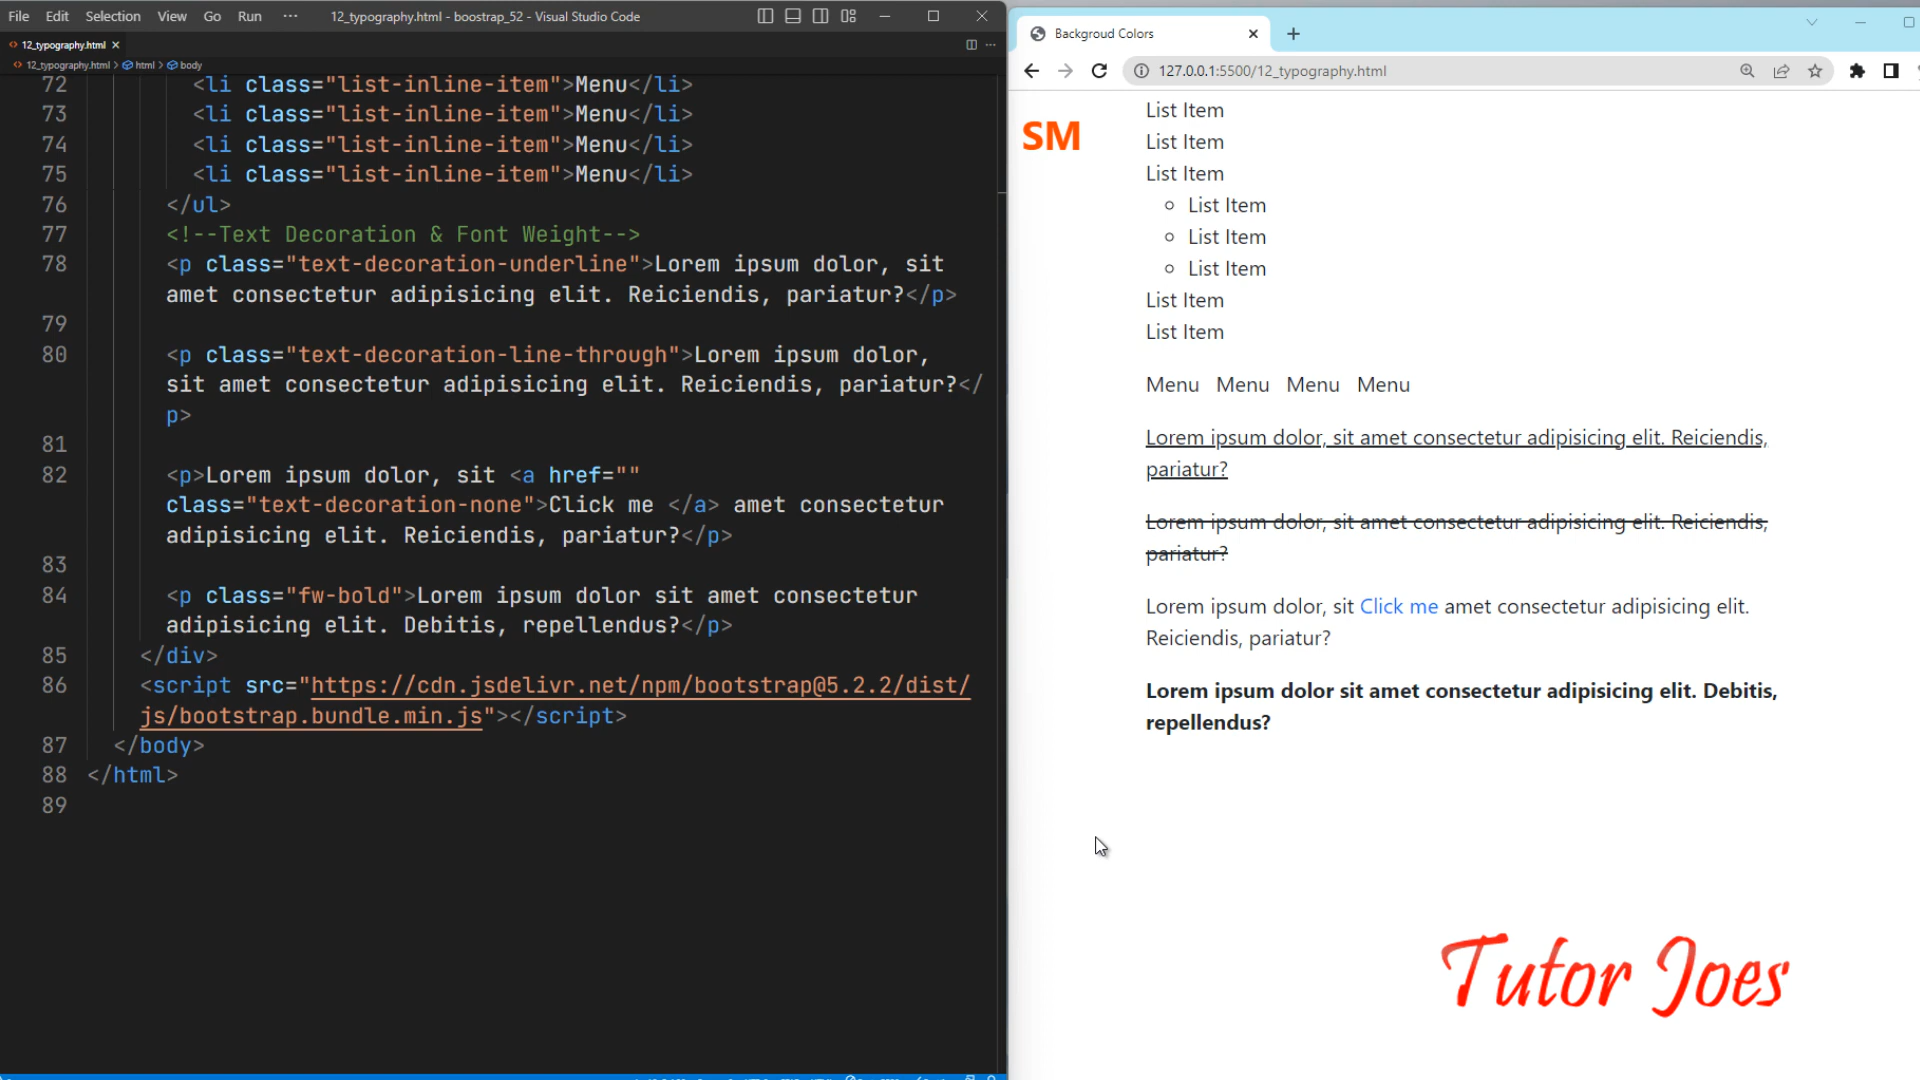 File Edit Selection View Go Run ··· 12_typography.html - boostrap_52 - Visual Studio Code
12_typography.html
12_typography.html > html > body
72 <li class="list-inline-item">Menu</li>
73 <li class="list-inline-item">Menu</li>
74 <li class="list-inline-item">Menu</li>
75 <li class="list-inline-item">Menu</li>
76 </ul>
77 <!--Text Decoration & Font Weight-->
78 <p class="text-decoration-underline">Lorem ipsum dolor, sit
amet consectetur adipisicing elit. Reiciendis, pariatur?</p>
79
80 <p class="text-decoration-line-through">Lorem ipsum dolor,
sit amet consectetur adipisicing elit. Reiciendis, pariatur?</
p>
81
82 <p>Lorem ipsum dolor, sit <a href=""
class="text-decoration-none">Click me </a> amet consectetur
adipisicing elit. Reiciendis, pariatur?</p>
83
84 <p class="fw-bold">Lorem ipsum dolor sit amet consectetur
adipisicing elit. Debitis, repellendus?</p>
85 </div>
86 <script src="https://cdn.jsdelivr.net/npm/bootstrap@5.2.2/dist/
js/bootstrap.bundle.min.js"></script>
87 </body>
88 </html>
89
Backgroud Colors
127.0.0.1:5500/12_typography.html
SM
List Item
List Item
List Item
List Item
List Item
List Item
List Item
List Item
Menu Menu Menu Menu
Lorem ipsum dolor, sit amet consectetur adipisicing elit. Reiciendis,
pariatur?
Lorem ipsum dolor, sit amet consectetur adipisicing elit. Reiciendis,
pariatur?
Lorem ipsum dolor, sit Click me amet consectetur adipisicing elit.
Reiciendis, pariatur?
Lorem ipsum dolor sit amet consectetur adipisicing elit. Debitis,
repellendus?
Tutor Joes